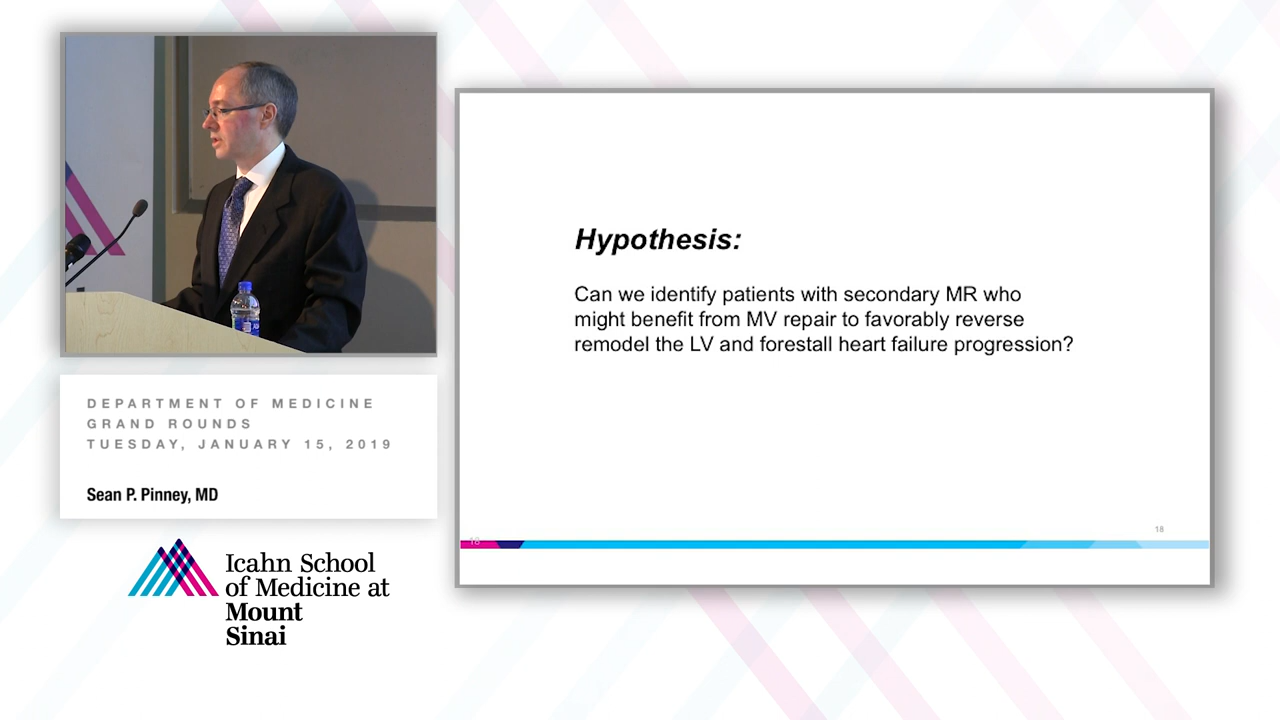 DEPARTMENT OF MEDICINE
GRAND ROUNDS
TUESDAY, JANUARY 15, 2019
Sean P. Pinney, MD
Icahn School
of Medicine at
Mount
Sinai
Hypothesis:
Can we identify patients with secondary MR who
might benefit from MV repair to favorably reverse
remodel the LV and forestall heart failure progression?
18
18